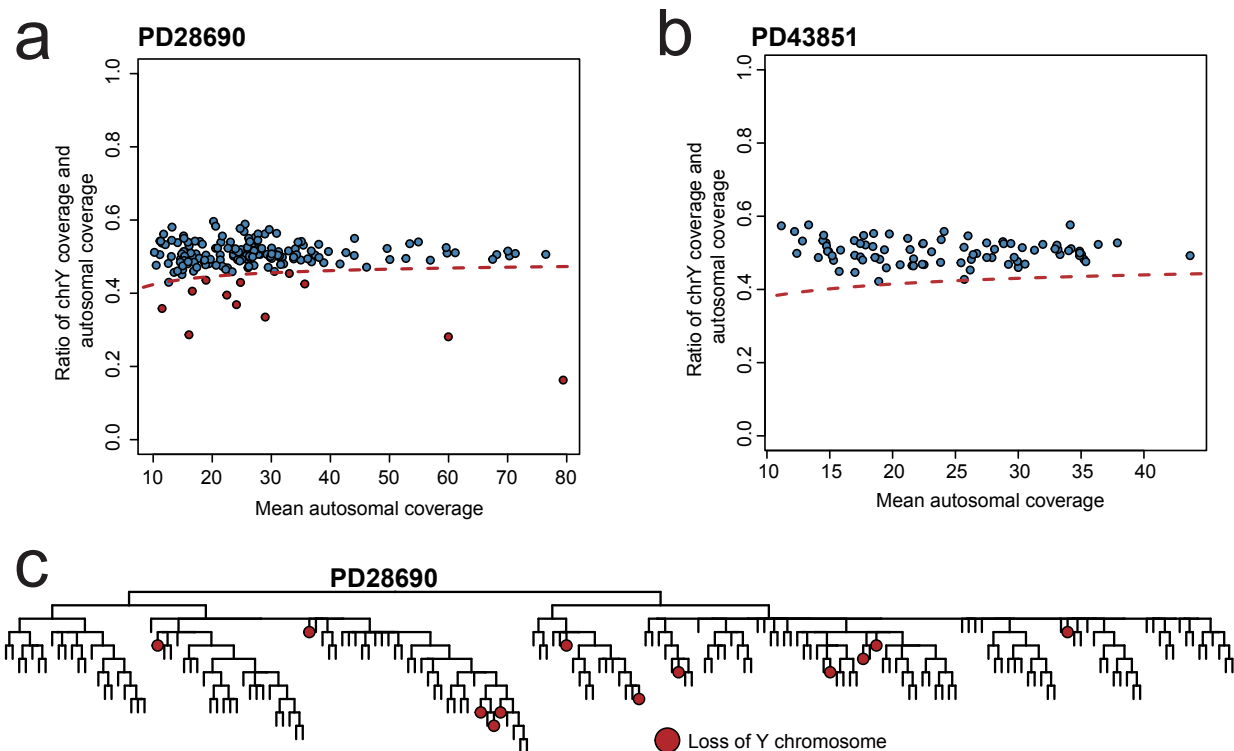 a
PD28690
Ratio of chrY coverage and
autosomal coverage
1.0
0.8
0.6
0.4
0.2
0.0
10 20 30 40 50 60 70 80
Mean autosomal coverage
b
PD43851
Ratio of chrY coverage and
autosomal coverage
1.0
0.8
0.6
0.4
0.2
0.0
10 15 20 25 30 35 40
Mean autosomal coverage
c
PD28690
Loss of Y chromosome